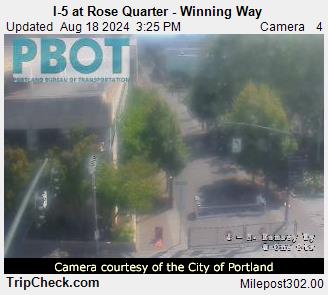 I-5 at Rose Quarter - Winning Way
Updated Aug 18 2024 3:25 PM Camera 4
PBOT
PORTLAND BUREAU OF TRANSPORTATION
Camera courtesy of the City of Portland
TripCheck.com Milepost302.00